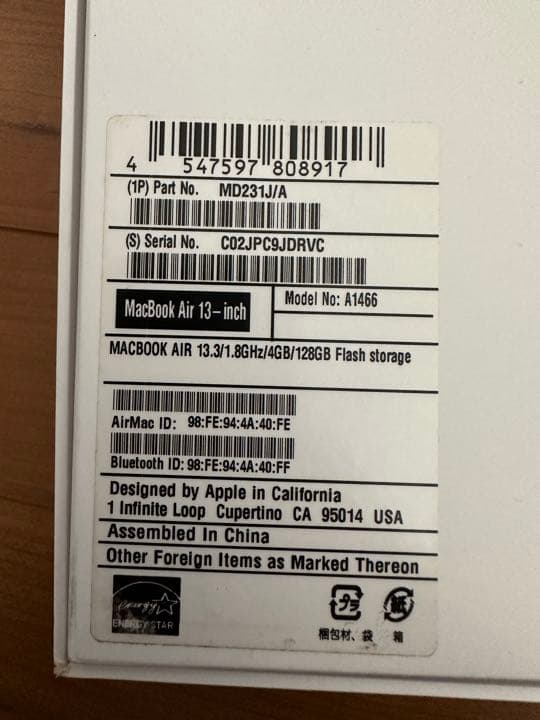 4 547597 808917
(1P) Part No. MD231J/A
(S) Serial No. C02JPC9JDRVC
MacBook Air 13-inch
Model No: A1466
MACBOOK AIR 13.3/1.8GHz/4GB/128GB Flash storage
AirMac ID: 98:FE:94:4A:40:FE
Bluetooth ID: 98:FE:94:4A:40:FF
Designed by Apple in California
1 Infinite Loop Cupertino CA 95014 USA
Assembled In China
Other Foreign Items as Marked Thereon
energy
ENERGY STAR
プラ
紙
梱包材、袋 箱